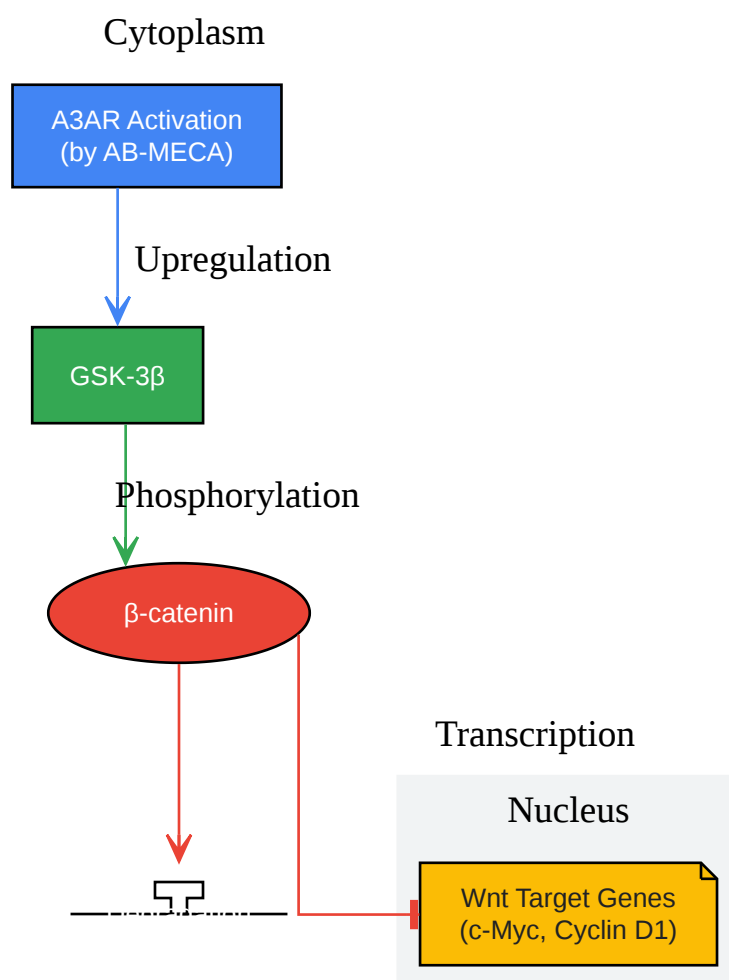 Cytoplasm
A3AR Activation
(by AB-MECA)
Upregulation
GSK-3β
Phosphorylation
β-catenin
Transcription
Nucleus
Wnt Target Genes
(c-Myc, Cyclin D1)